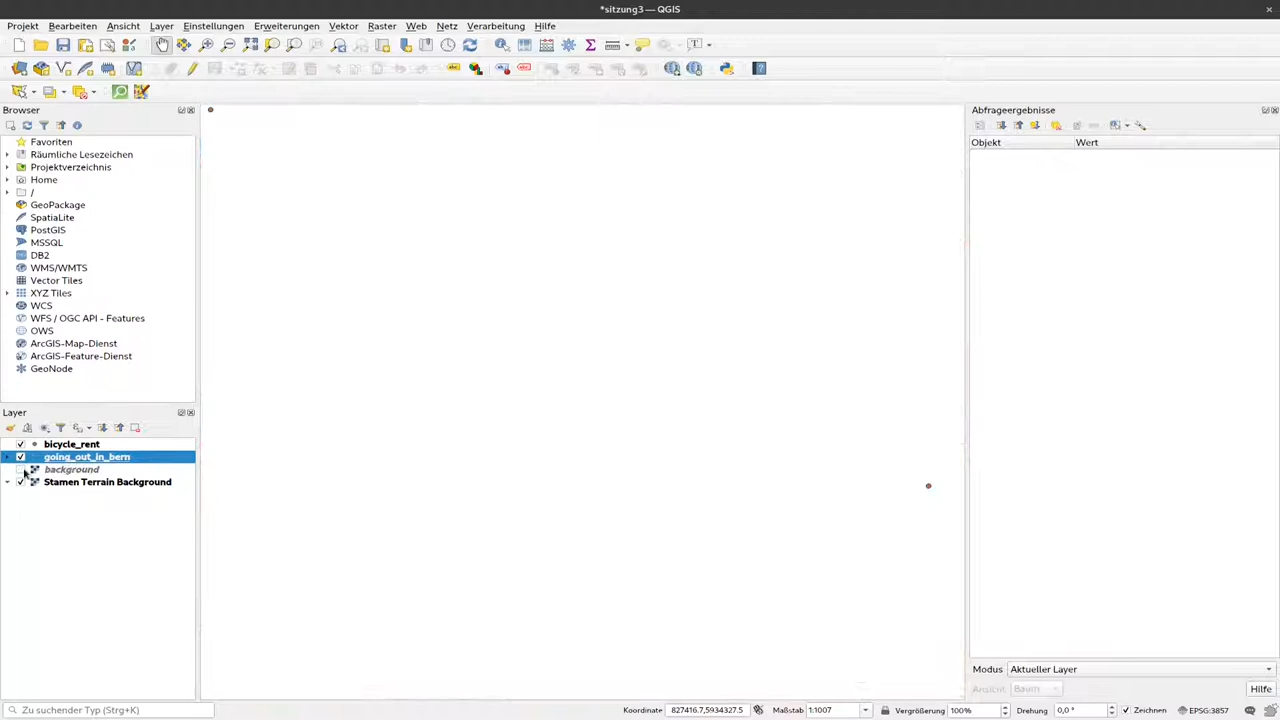 *sitzung3 — QGIS
Projekt Bearbeiten Ansicht Layer Einstellungen Erweiterungen Vektor Raster Web Netz Verarbeitung Hilfe
Browser
Favoriten
Räumliche Lesezeichen
Projektverzeichnis
Home
/
GeoPackage
SpatiaLite
PostGIS
MSSQL
DB2
WMS/WMTS
Vector Tiles
XYZ Tiles
WCS
WFS / OGC API - Features
OWS
ArcGIS-Map-Dienst
ArcGIS-Feature-Dienst
GeoNode
Layer
bicycle_rent
going_out_in_bern
background
Stamen Terrain Background
Abfrageergebnisse
Objekt Wert
Modus Aktueller Layer
Ansicht Baum Hilfe
Zu suchender Typ (Strg+K) Koordinate 827416.7,5934327.5 Maßstab 1:1007 Vergrößerung 100% Drehung 0,0 ° Zeichnen EPSG:3857